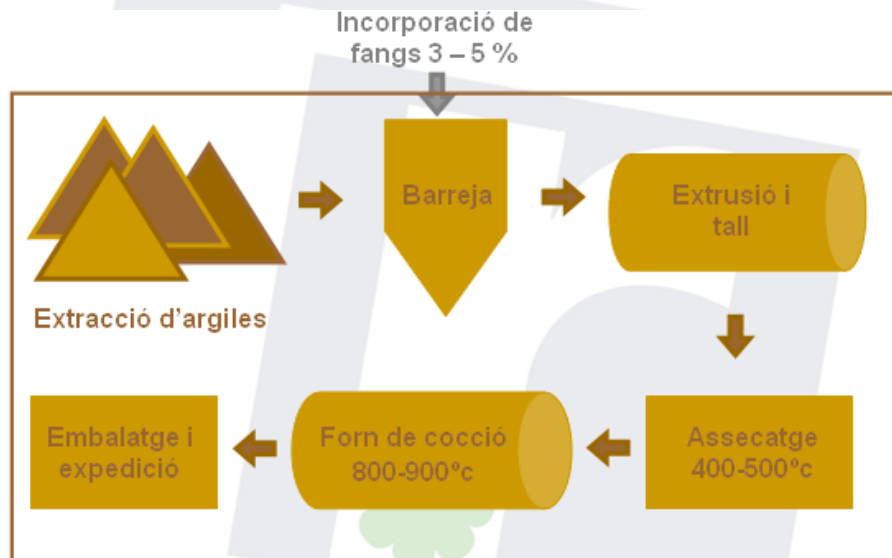 Incorporació de
fangs 3 – 5 %
Barreja
Extrusió i
tall
Extracció d'argiles
Embalatge i
expedició
Forn de cocció
800-900ºc
Assecatge
400-500ºc